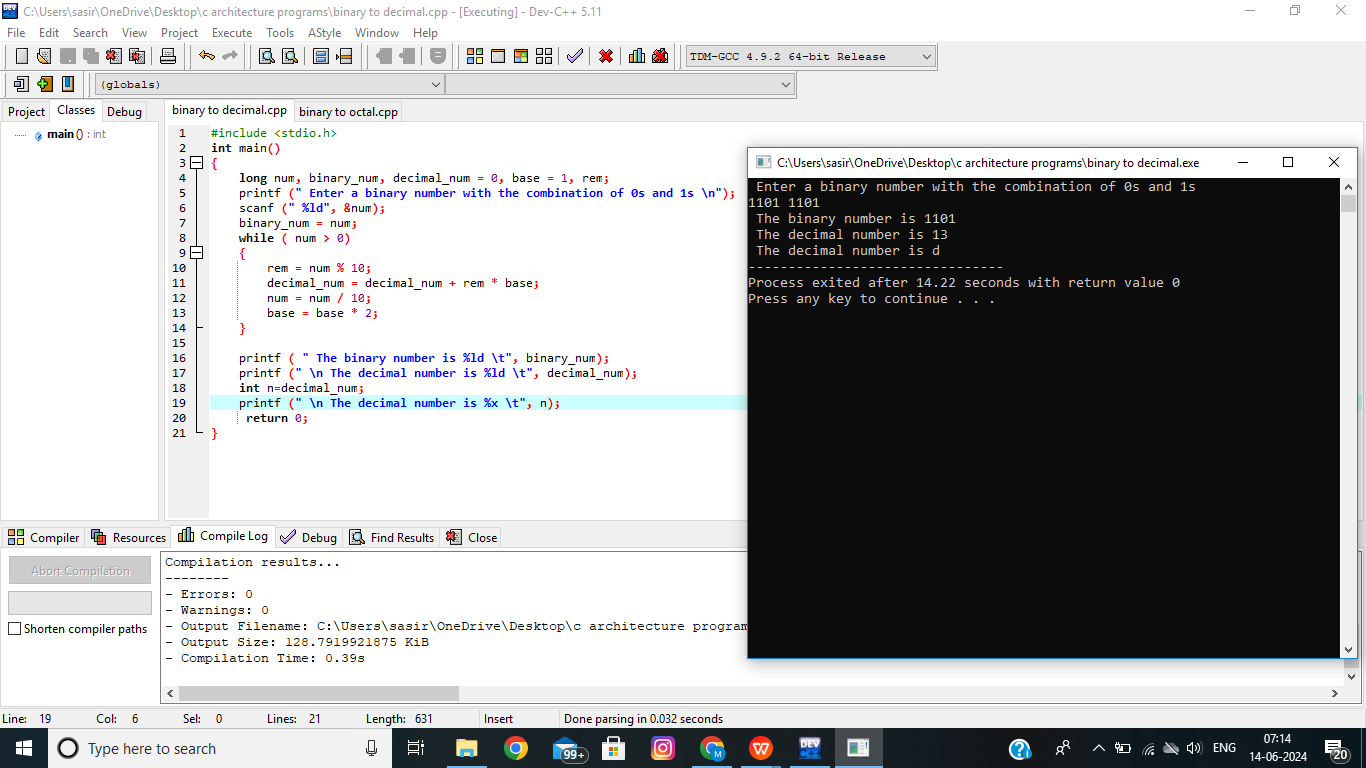 C:\Users\sasir\OneDrive\Desktop\c architecture programs\binary to decimal.cpp - [Executing] - Dev-C++ 5.11
File Edit Search View Project Execute Tools AStyle Window Help
TDM-GCC 4.9.2 64-bit Release
(globals)
Project Classes Debug
main () : int
binary to decimal.cpp binary to octal.cpp
1 #include <stdio.h>
2 int main()
3 {
4 long num, binary_num, decimal_num = 0, base = 1, rem;
5 printf (" Enter a binary number with the combination of 0s and 1s \n");
6 scanf (" %ld", &num);
7 binary_num = num;
8 while ( num > 0)
9 {
10 rem = num % 10;
11 decimal_num = decimal_num + rem * base;
12 num = num / 10;
13 base = base * 2;
14 }
15
16 printf ( " The binary number is %ld \t", binary_num);
17 printf (" \n The decimal number is %ld \t", decimal_num);
18 int n=decimal_num;
19 printf (" \n The decimal number is %x \t", n);
20 return 0;
21 }
C:\Users\sasir\OneDrive\Desktop\c architecture programs\binary to decimal.exe
Enter a binary number with the combination of 0s and 1s
1101 1101
The binary number is 1101
The decimal number is 13
The decimal number is d
--------------------------------
Process exited after 14.22 seconds with return value 0
Press any key to continue . . .
Compiler Resources Compile Log Debug Find Results Close
Abort Compilation
Shorten compiler paths
Compilation results...
--------
- Errors: 0
- Warnings: 0
- Output Filename: C:\Users\sasir\OneDrive\Desktop\c architecture program
- Output Size: 128.7919921875 KiB
- Compilation Time: 0.39s
Line: 19 Col: 6 Sel: 0 Lines: 21 Length: 631 Insert Done parsing in 0.032 seconds
Type here to search
99+
M
W
DEV
ENG
07:14
14-06-2024
20